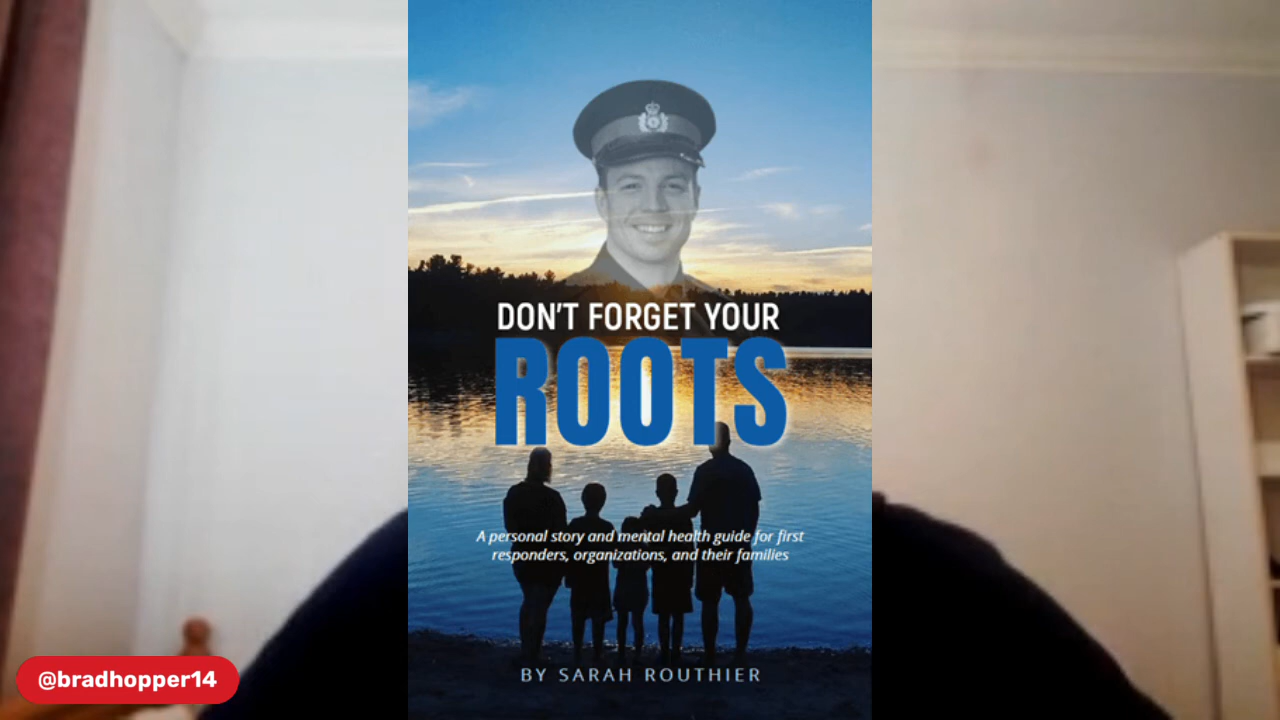 DON'T FORGET YOUR
ROOTS
A personal story and mental health guide for first
responders, organizations, and their families
BY SARAH ROUTHIER
@bradhopper14